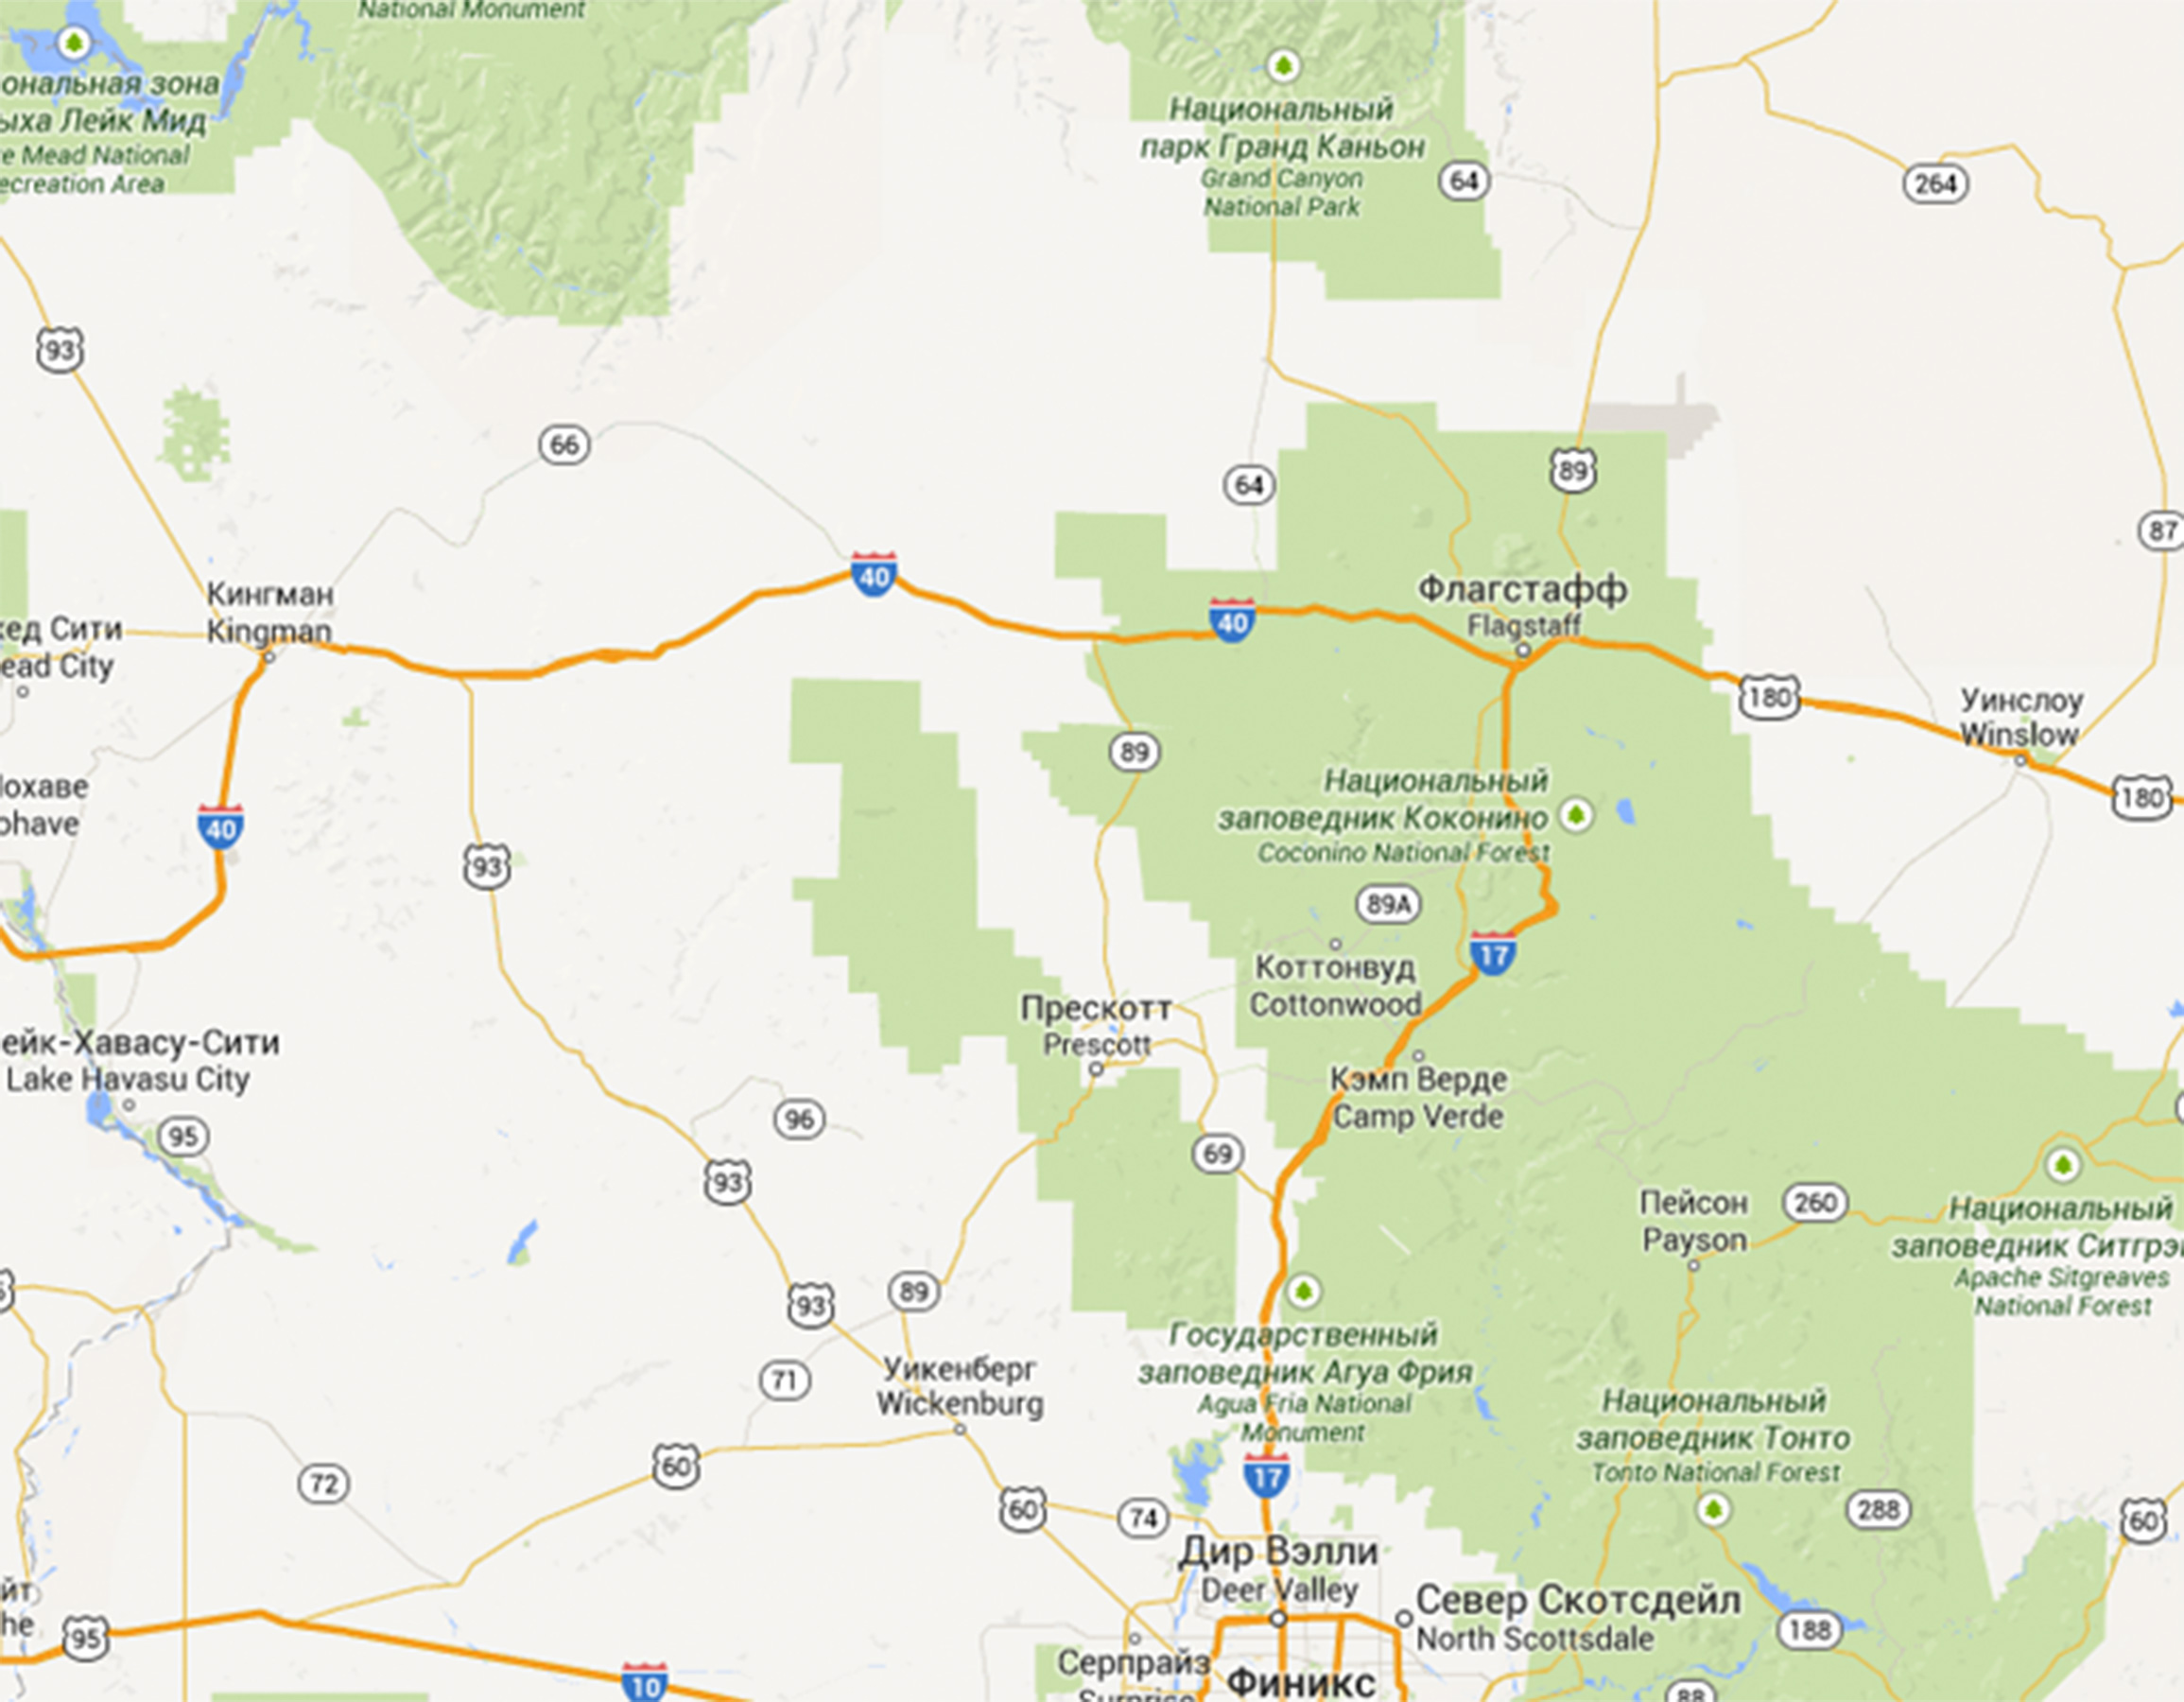 National Monument
ональная зона
ыха Лейк Мид
e Mead National
ecreation Area
Национальный
парк Гранд Каньон
Grand Canyon
National Park
64
264
93
66
64
89
87
40
40
Кингман
Kingman
хед Сити
ead City
Флагстафф
Flagstaff
180
Уинслоу
Winslow
180
89
Национальный
заповедник Коконино
Coconino National Forest
охаве
ohave
40
93
89A
17
Коттонвуд
Cottonwood
Прескотт
Prescott
ейк-Хавасу-Сити
Lake Havasu City
95
96
Кэмп Верде
Camp Verde
69
93
Пейсон
Payson
260
Национальный
заповедник Ситгрэ
Apache Sitgreaves
National Forest
93
89
Государственный
заповедник Агуа Фрия
Agua Fria National
Monument
71
Уикенберг
Wickenburg
Национальный
заповедник Тонто
Tonto National Forest
60
17
72
60
74
288
60
Дир Вэлли
Deer Valley
Север Скотсдейл
North Scottsdale
йт
he
95
188
Серпрайз
Surprise
Финикс
10
88